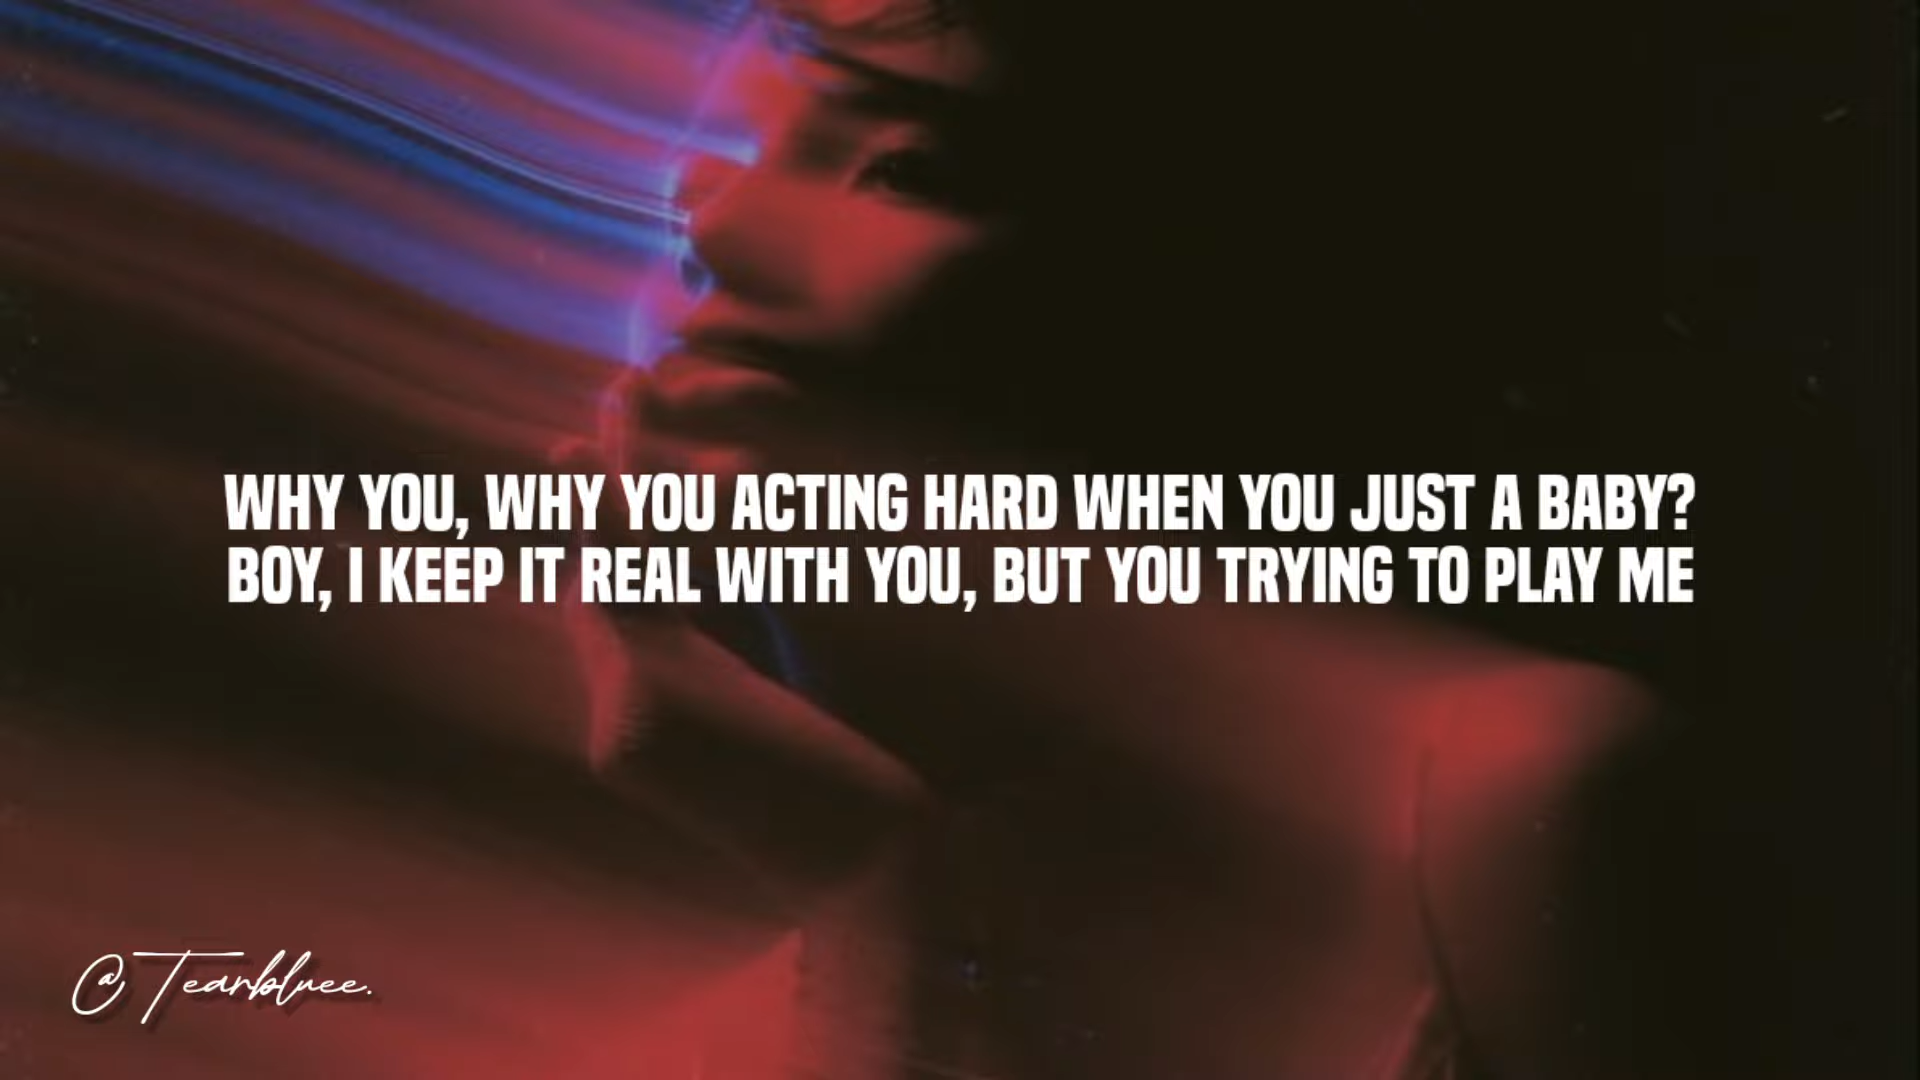 WHY YOU, WHY YOU ACTING HARD WHEN YOU JUST A BABY?
BOY, I KEEP IT REAL WITH YOU, BUT YOU TRYING TO PLAY ME
@Tearbluee.